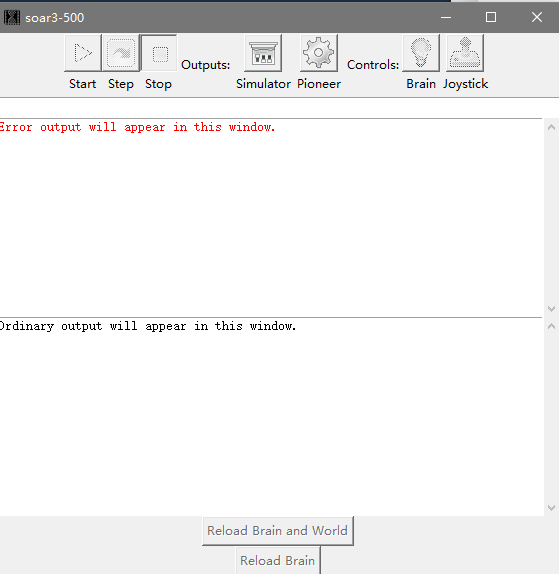 soar3-500
Outputs: Controls:
Start Step Stop Simulator Pioneer Brain Joystick
Error output will appear in this window.
Ordinary output will appear in this window.
Reload Brain and World
Reload Brain